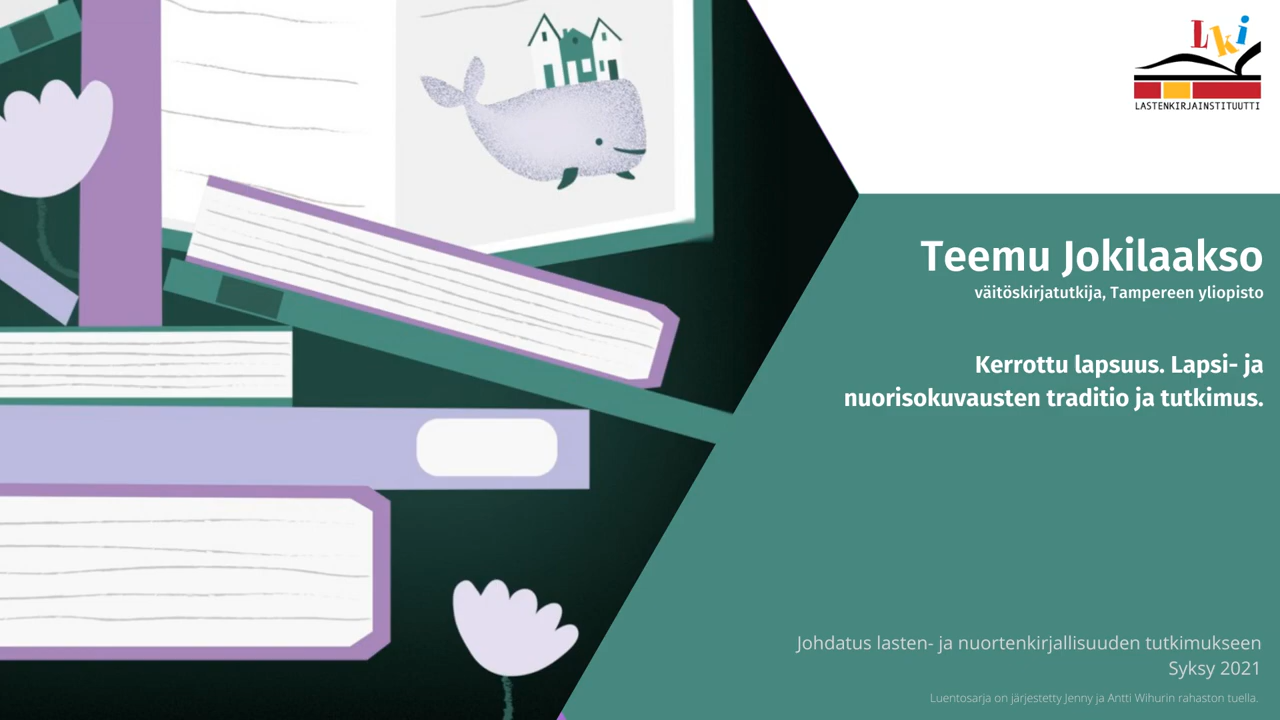 Lki
LASTENKIRJAINSTITUUTTI
Teemu Jokilaakso
väitöskirjatutkija, Tampereen yliopisto
Kerrottu lapsuus. Lapsi- ja
nuorisokuvausten traditio ja tutkimus.
Johdatus lasten- ja nuortenkirjallisuuden tutkimukseen
Syksy 2021
Luentosarja on järjestetty Jenny ja Antti Wihurin rahaston tuella.